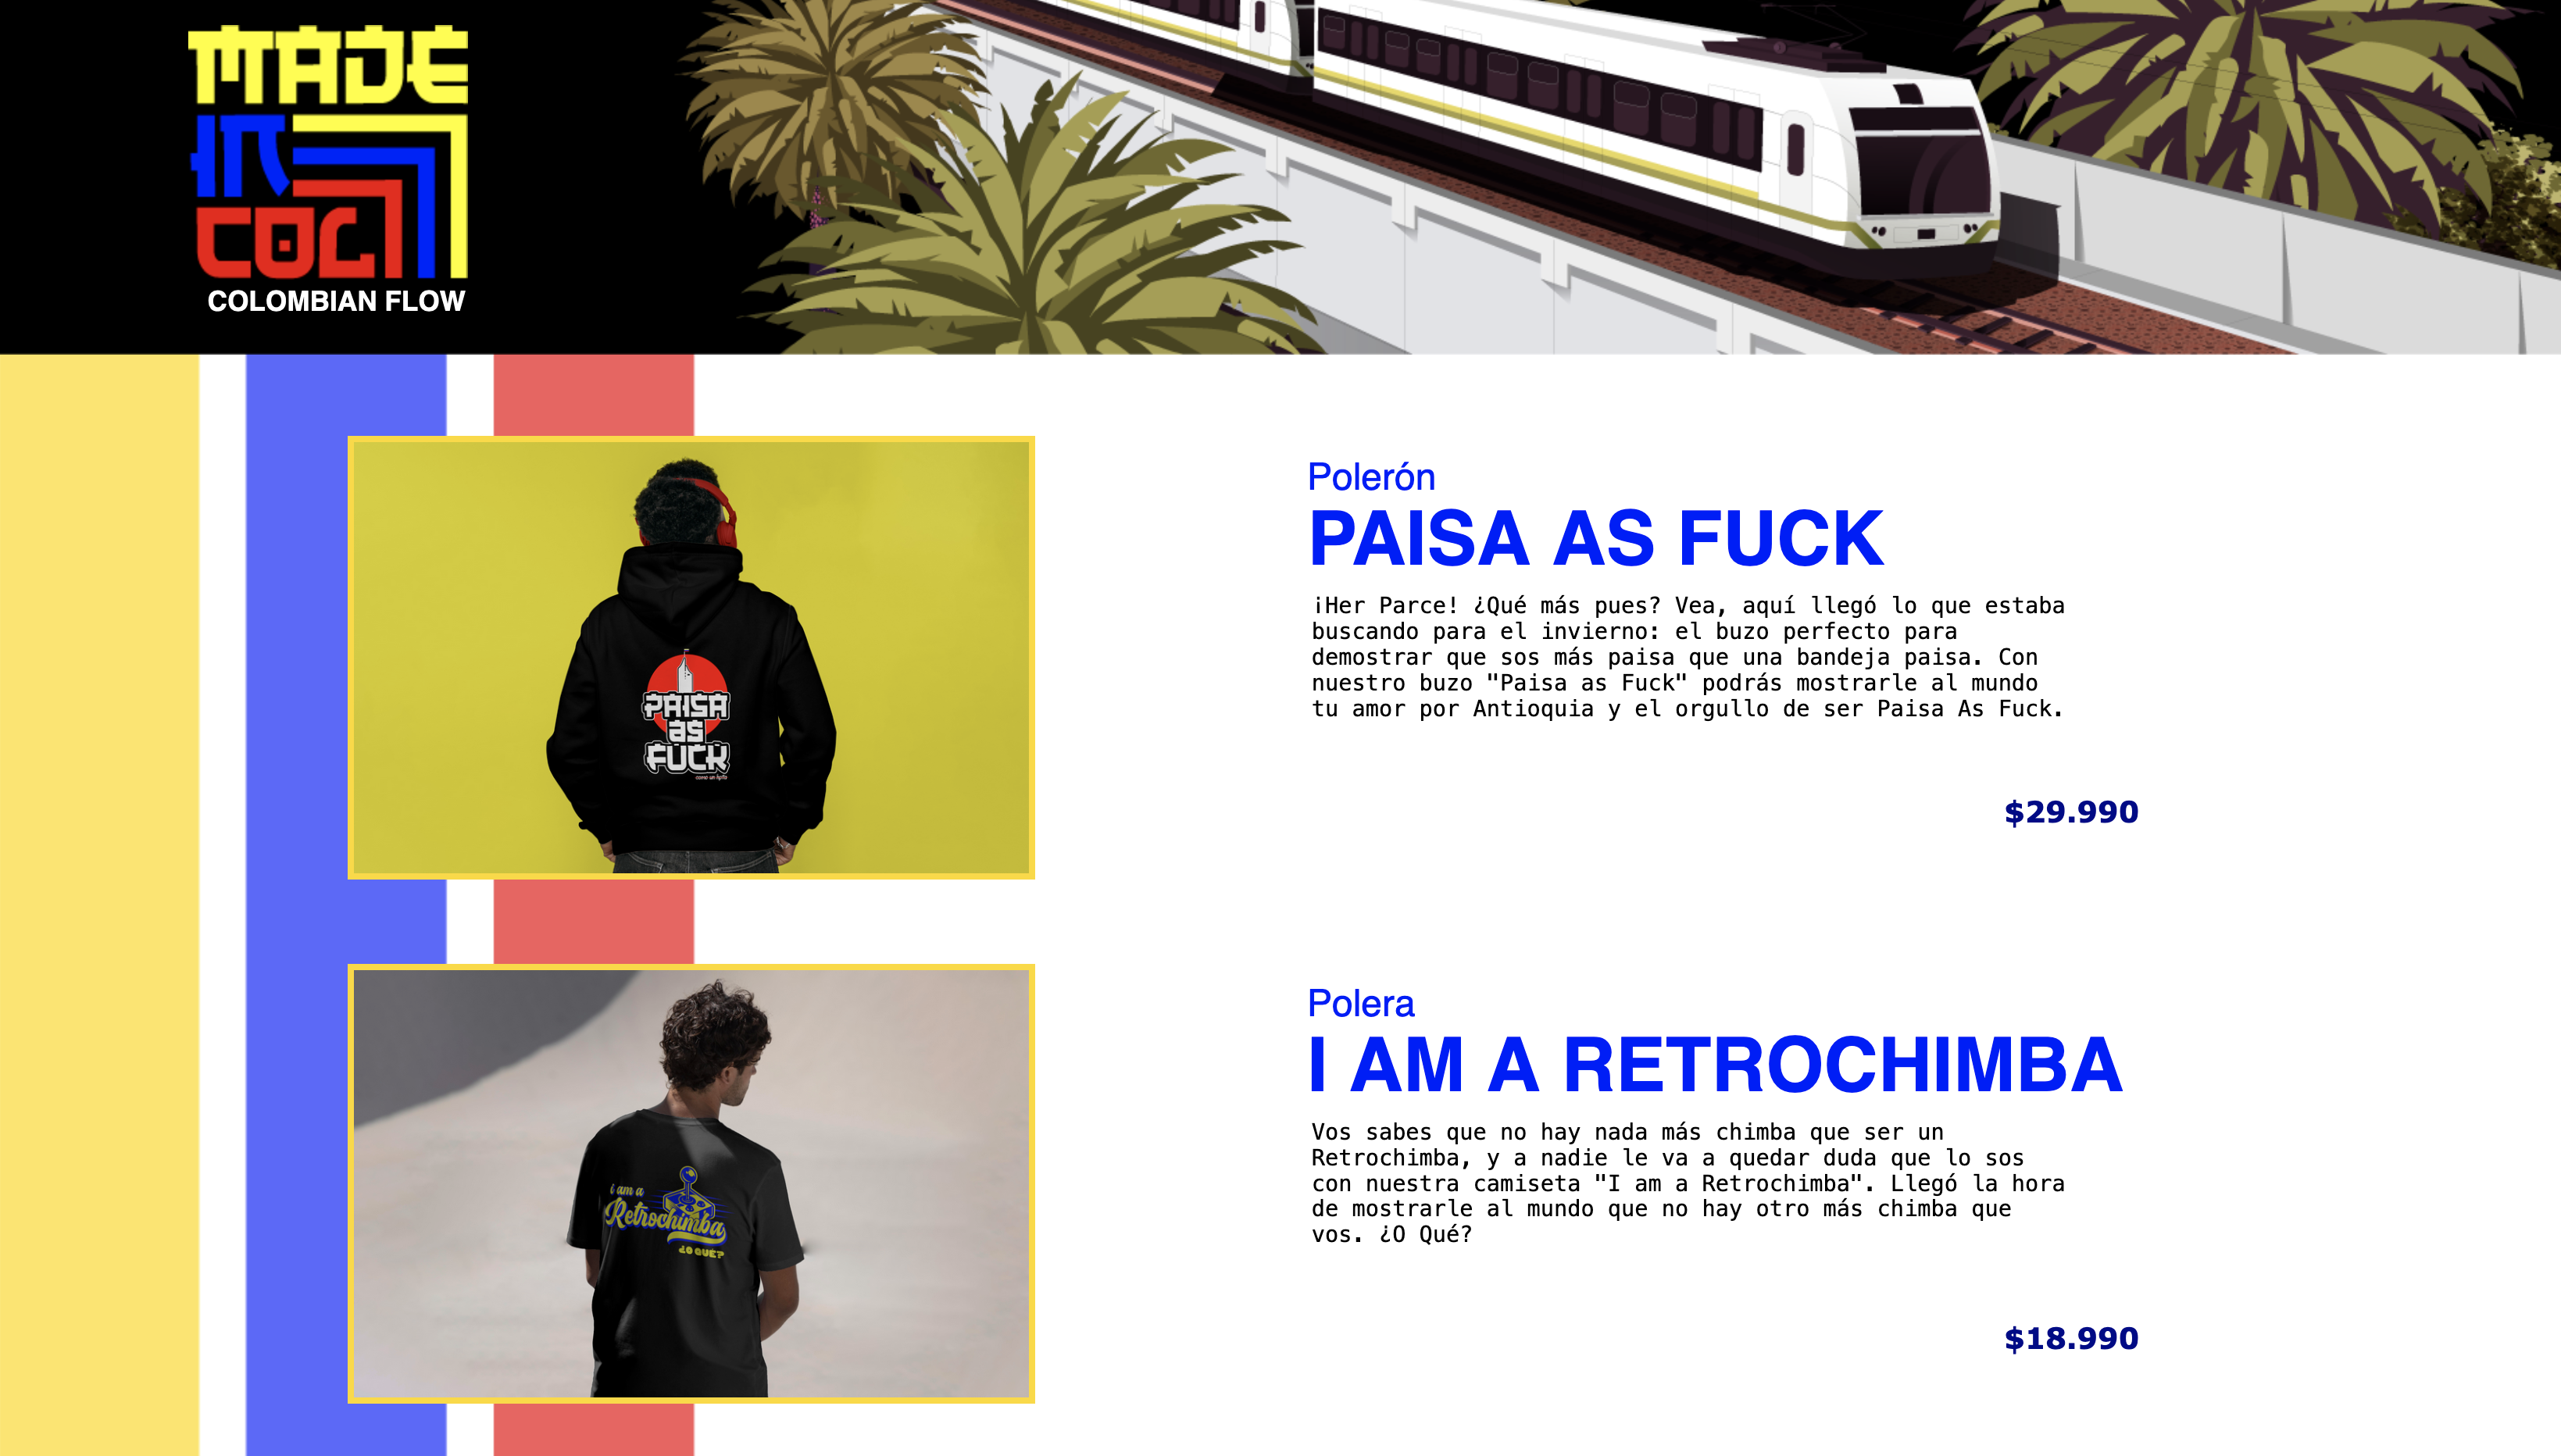 MADE
IN
COL
COLOMBIAN FLOW
PAISA
as
FUCK
como un hpta
Polerón
PAISA AS FUCK
¡Her Parce! ¿Qué más pues? Vea, aquí llegó lo que estaba
buscando para el invierno: el buzo perfecto para
demostrar que sos más paisa que una bandeja paisa. Con
nuestro buzo "Paisa as Fuck" podrás mostrarle al mundo
tu amor por Antioquia y el orgullo de ser Paisa As Fuck.
$29.990
i am a
Retrochimba
¿O QUÉ?
Polera
I AM A RETROCHIMBA
Vos sabes que no hay nada más chimba que ser un
Retrochimba, y a nadie le va a quedar duda que lo sos
con nuestra camiseta "I am a Retrochimba". Llegó la hora
de mostrarle al mundo que no hay otro más chimba que
vos. ¿O Qué?
$18.990